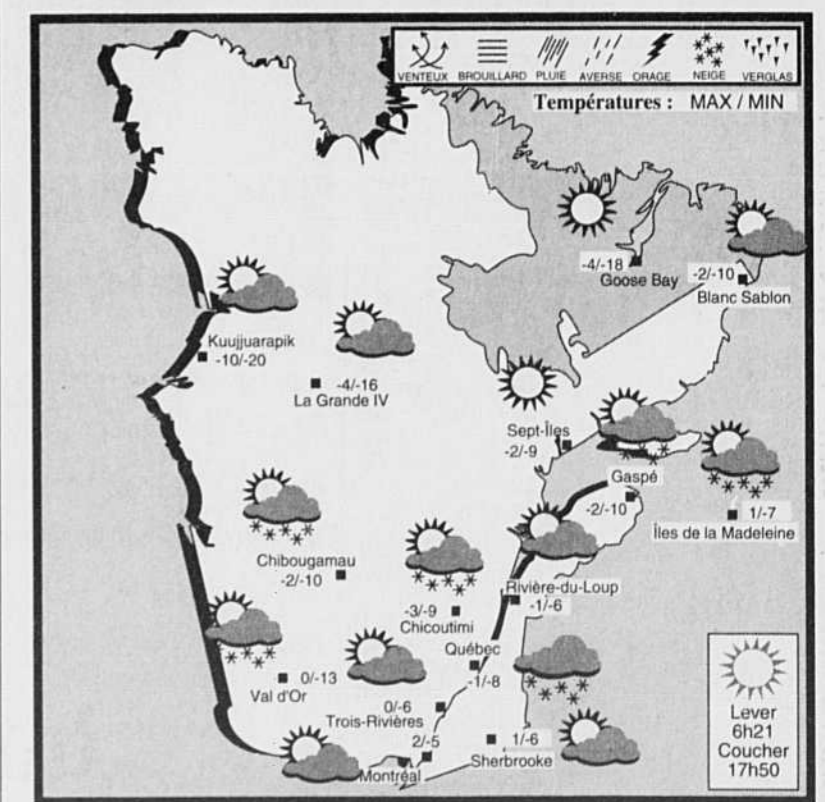 VENTEUX BROUILLARD PLUIE AVERSE ORAGE NEIGE VERGLAS
Températures : MAX / MIN
-4/-18
Goose Bay
-2/-10
Blanc Sablon
Kuujjuarapik
-10/-20
-4/-16
La Grande IV
Sept-Îles
-2/-9
Gaspé
-2/-10
1/-7
Îles de la Madeleine
Chibougamau
-2/-10
Rivière-du-Loup
-1/-6
-3/-9
Chicoutimi
Québec
-1/-8
0/-13
Val d'Or
0/-6
Trois-Rivières
2/-5
Montréal
1/-6
Sherbrooke
Lever
6h21
Coucher
17h50